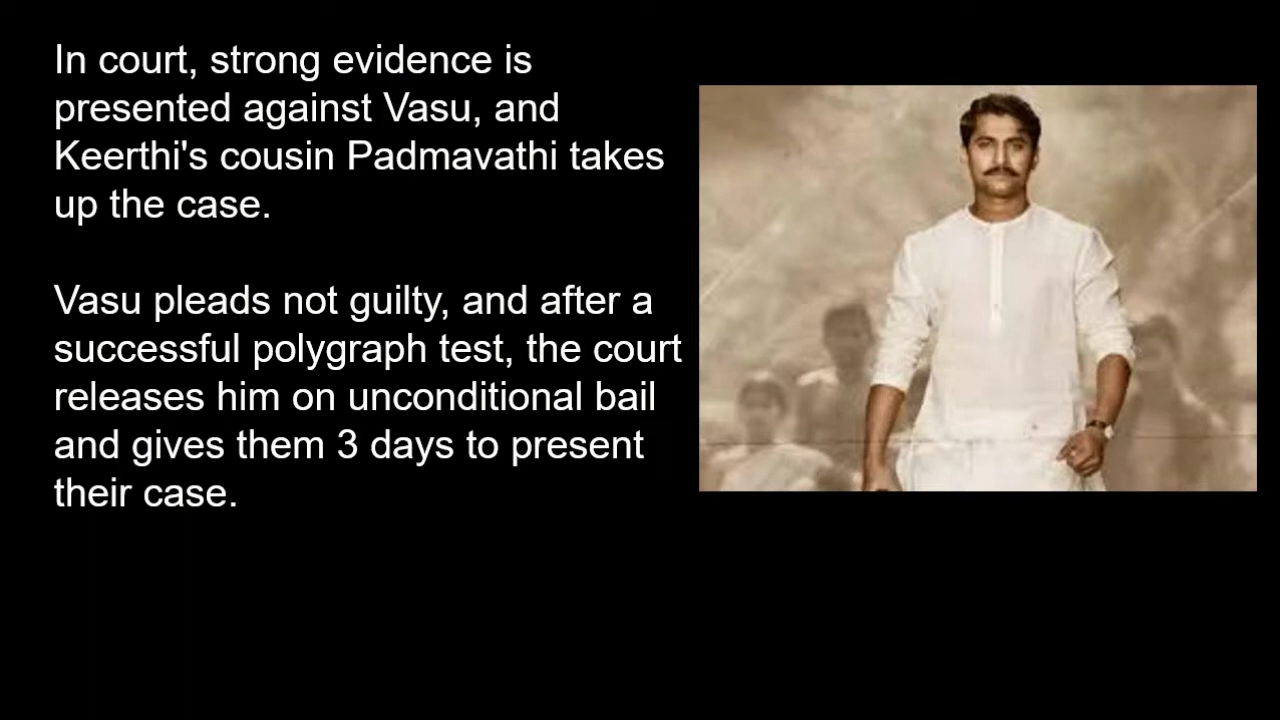 In court, strong evidence is
presented against Vasu, and
Keerthi's cousin Padmavathi takes
up the case.
Vasu pleads not guilty, and after a
successful polygraph test, the court
releases him on unconditional bail
and gives them 3 days to present
their case.